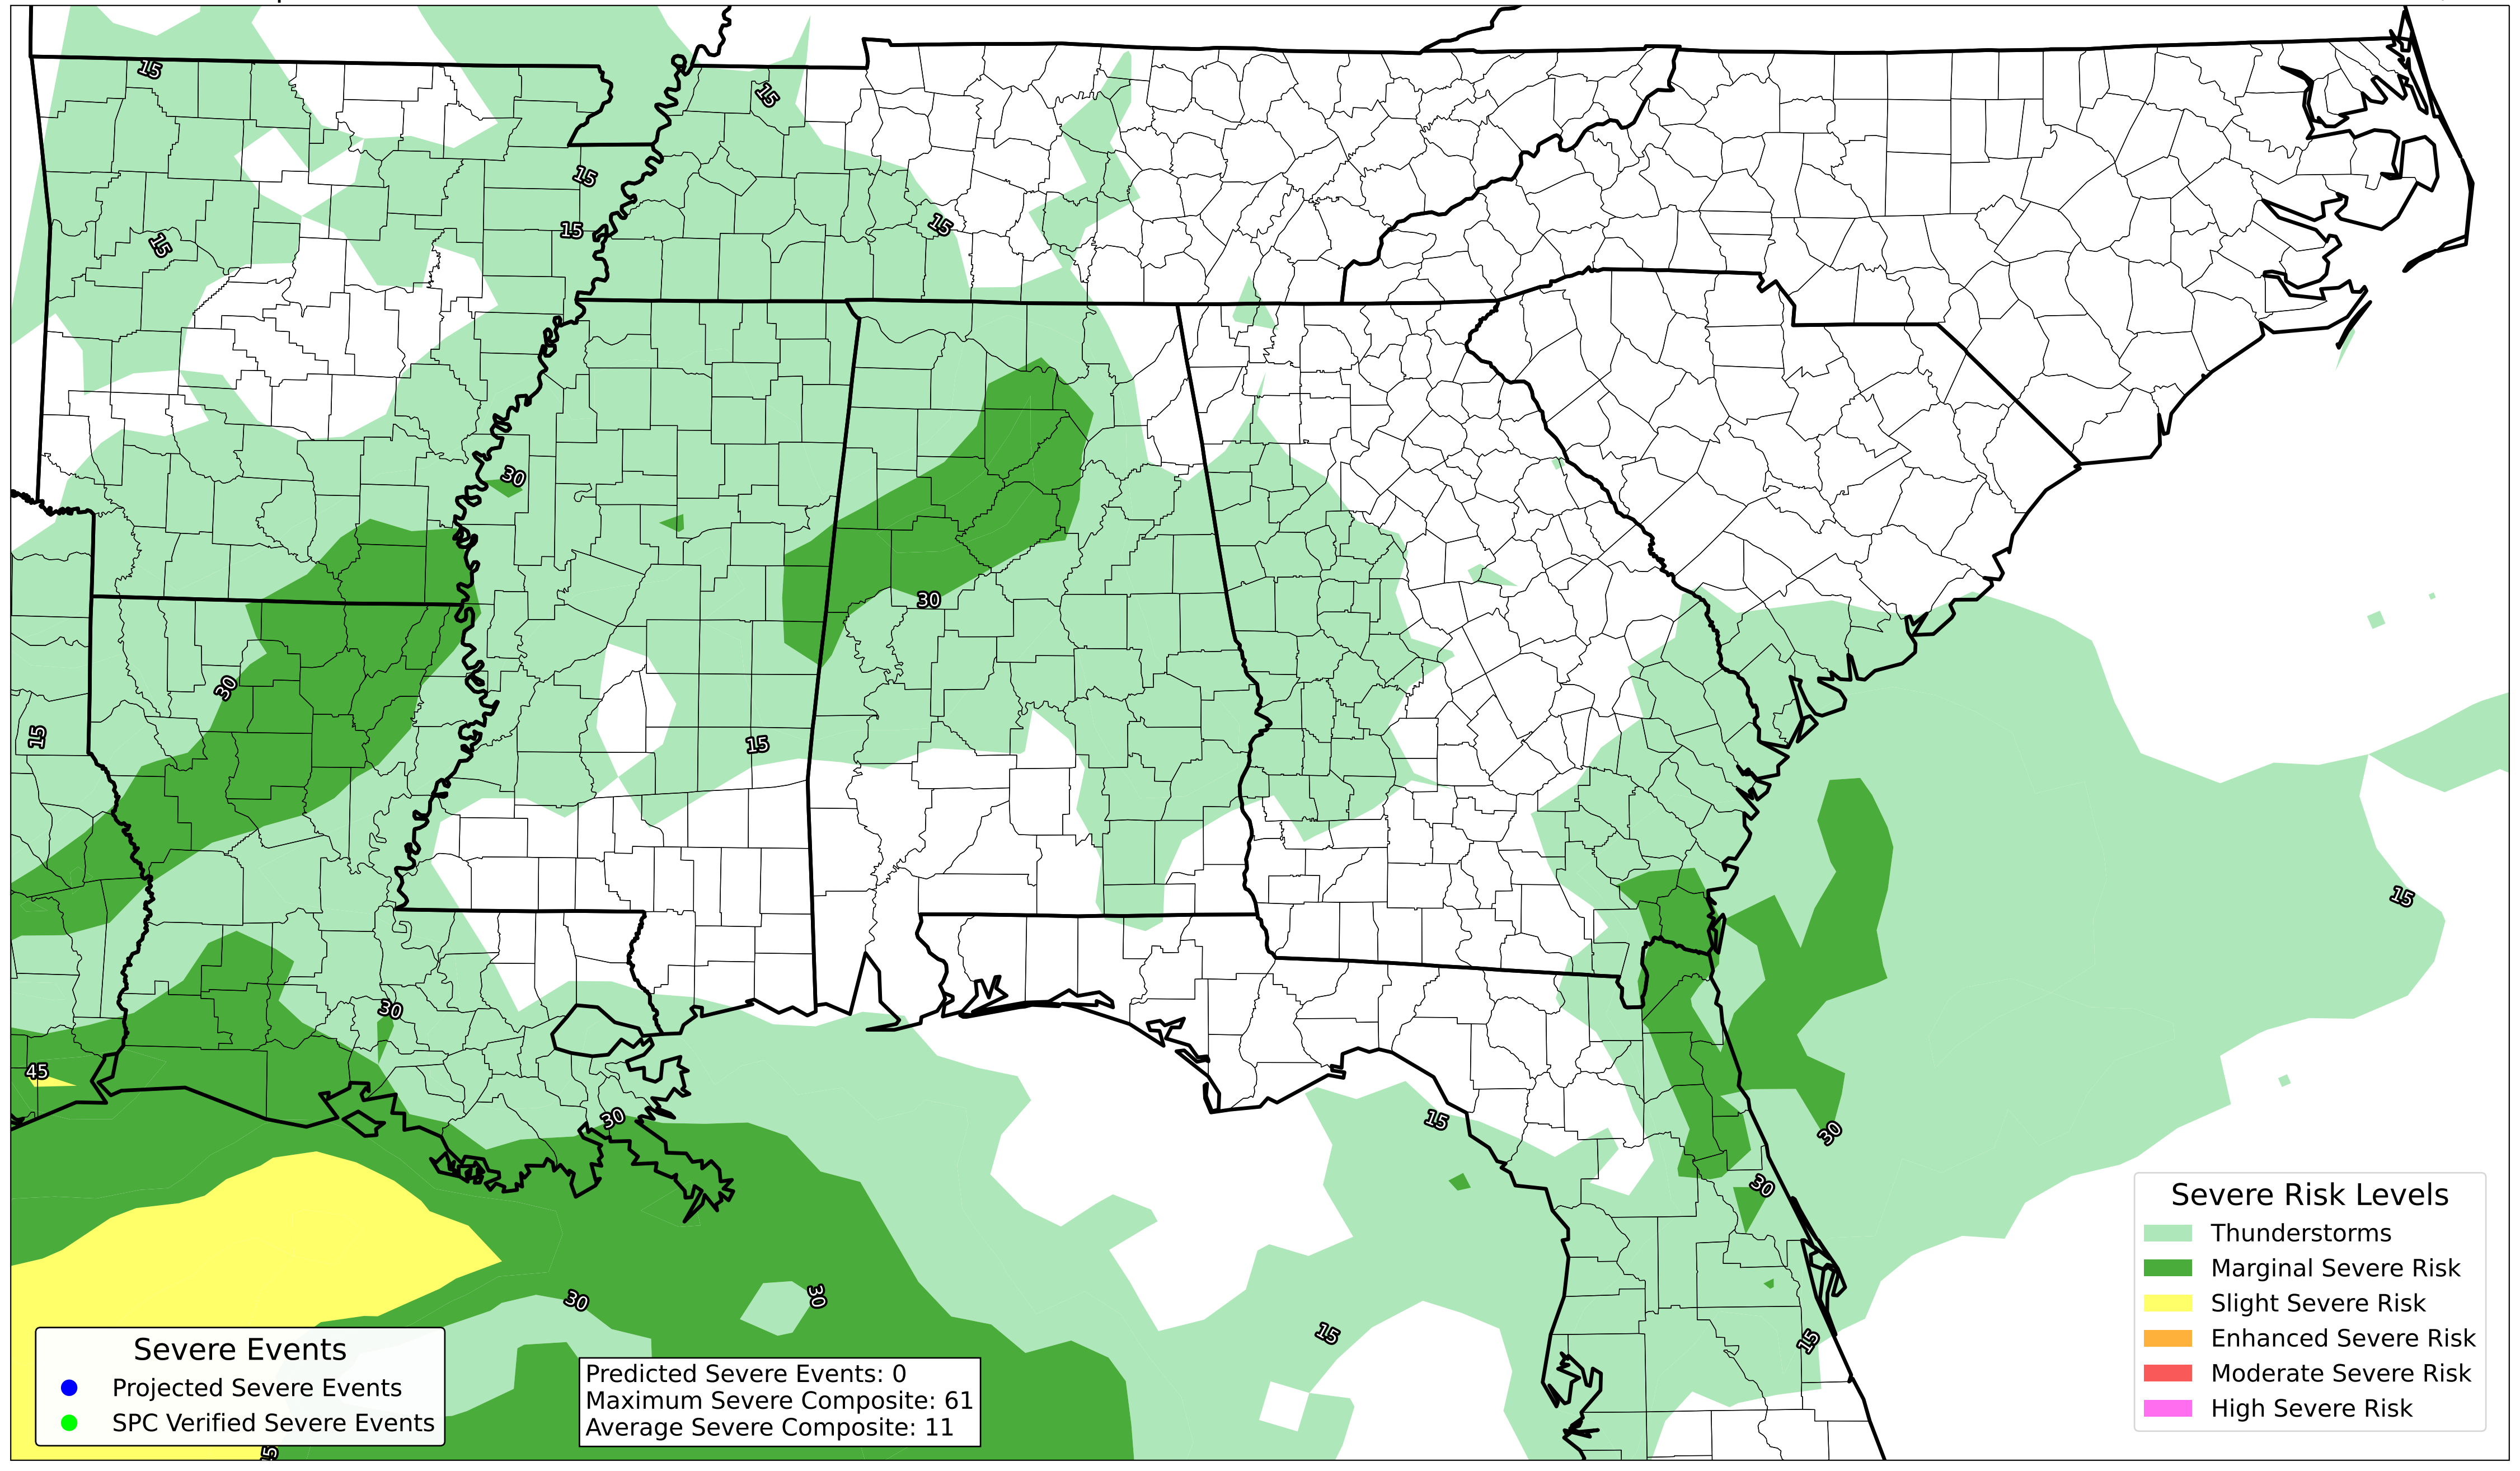 15
15
15
15
15
15
30
30
30
15
15
15
30
45
30
15
30
30
30
30
15
15
15
Severe Risk Levels
Thunderstorms
Marginal Severe Risk
Slight Severe Risk
Enhanced Severe Risk
Moderate Severe Risk
High Severe Risk
Severe Events
Projected Severe Events
SPC Verified Severe Events
Predicted Severe Events: 0
Maximum Severe Composite: 61
Average Severe Composite: 11